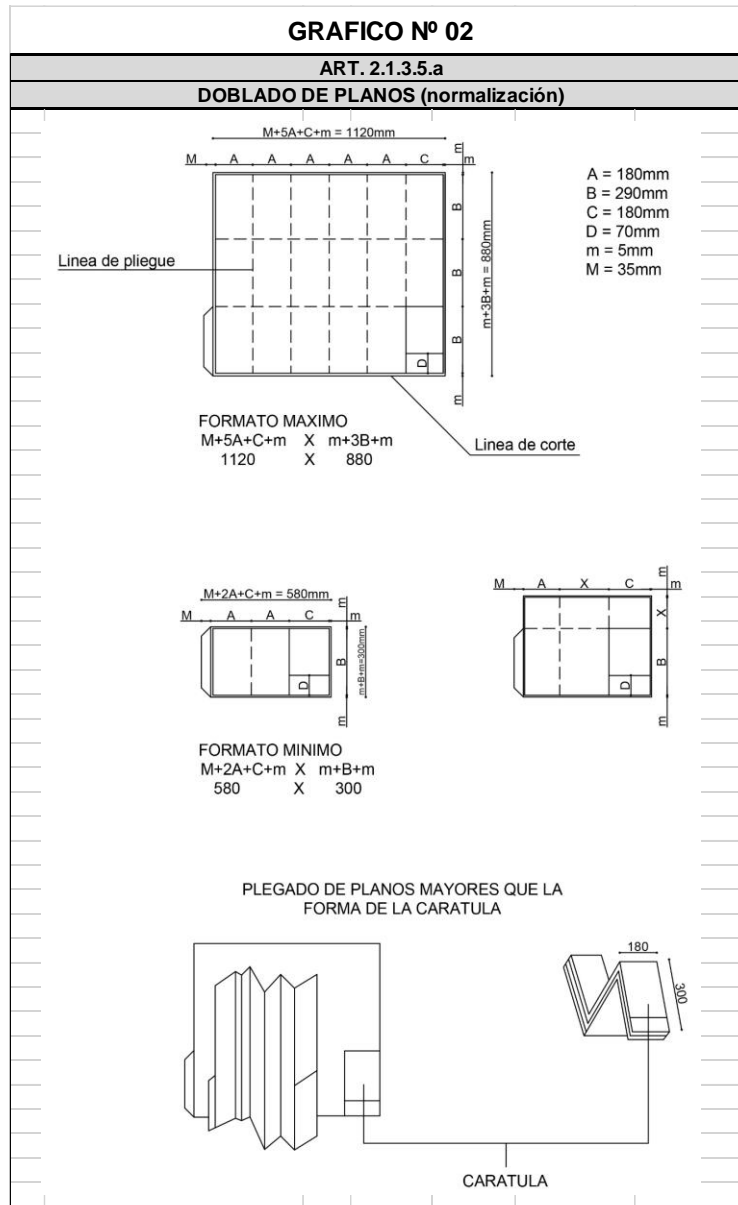 GRAFICO Nº 02
ART. 2.1.3.5.a
DOBLADO DE PLANOS (normalización)
M+5A+C+m = 1120mm
m
M A A A A A C m
A = 180mm
B = 290mm
C = 180mm
D = 70mm
m = 5mm
M = 35mm
B
B
B
m+3B+m = 880mm
Linea de pliegue
D
m
FORMATO MAXIMO
M+5A+C+m X m+3B+m
1120 X 880
Linea de corte
M+2A+C+m = 580mm
m
M A A C m
B
m+B+m=300mm
D
m
m
M A X C m
X
B
D
m
FORMATO MINIMO
M+2A+C+m X m+B+m
580 X 300
PLEGADO DE PLANOS MAYORES QUE LA
FORMA DE LA CARATULA
180
300
CARATULA